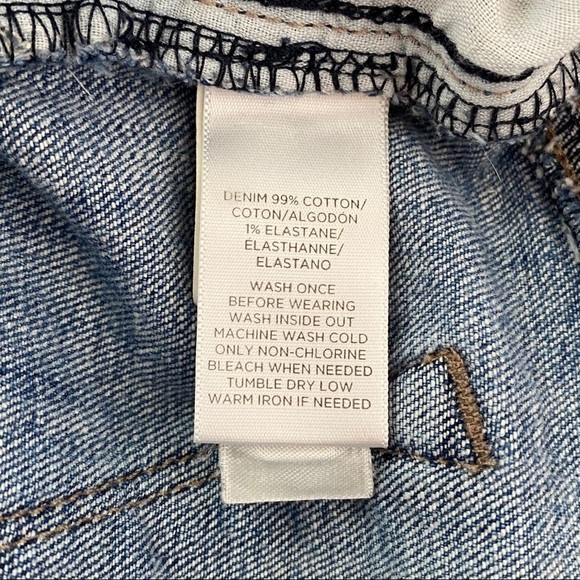 DENIM 99% COTTON/
COTON/ALGODÓN
1% ELASTANE/
ÉLASTHANNE/
ELASTANO
WASH ONCE
BEFORE WEARING
WASH INSIDE OUT
MACHINE WASH COLD
ONLY NON-CHLORINE
BLEACH WHEN NEEDED
TUMBLE DRY LOW
WARM IRON IF NEEDED